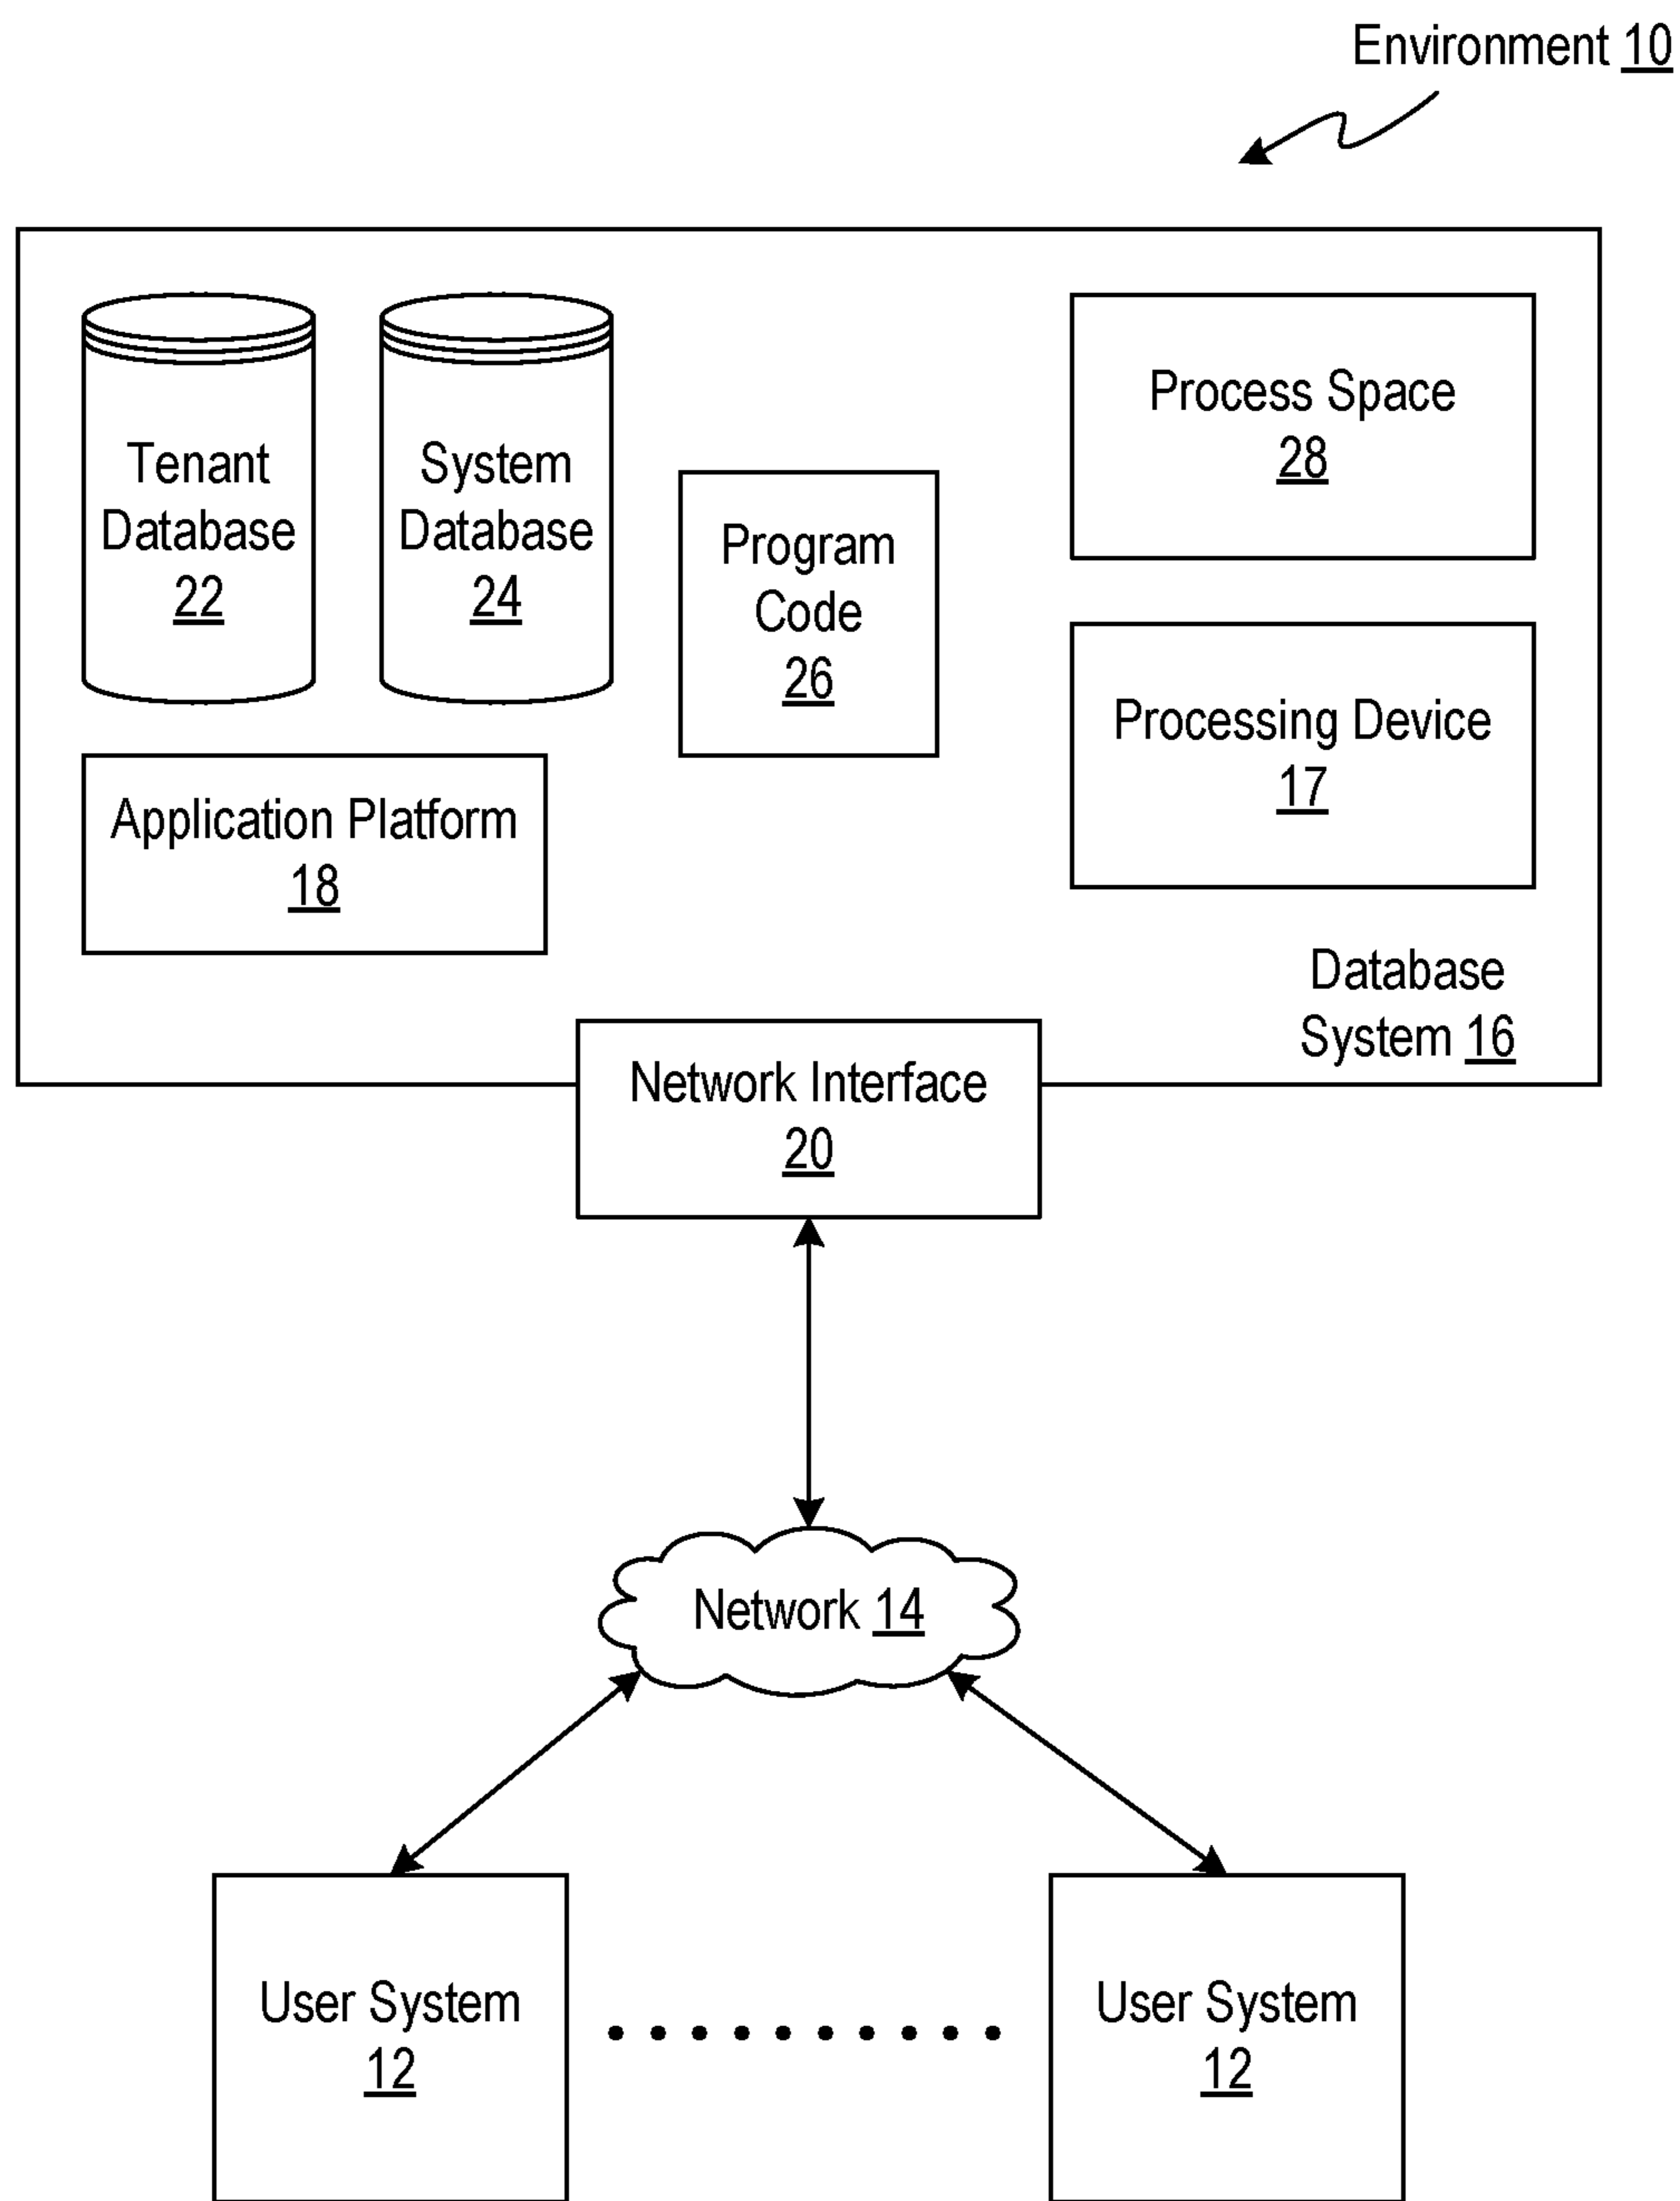 Environment 10
Tenant
Database
22
System
Database
24
Program
Code
26
Process Space
28
Processing Device
17
Application Platform
18
Database
System 16
Network Interface
20
Network 14
User System
12
User System
12